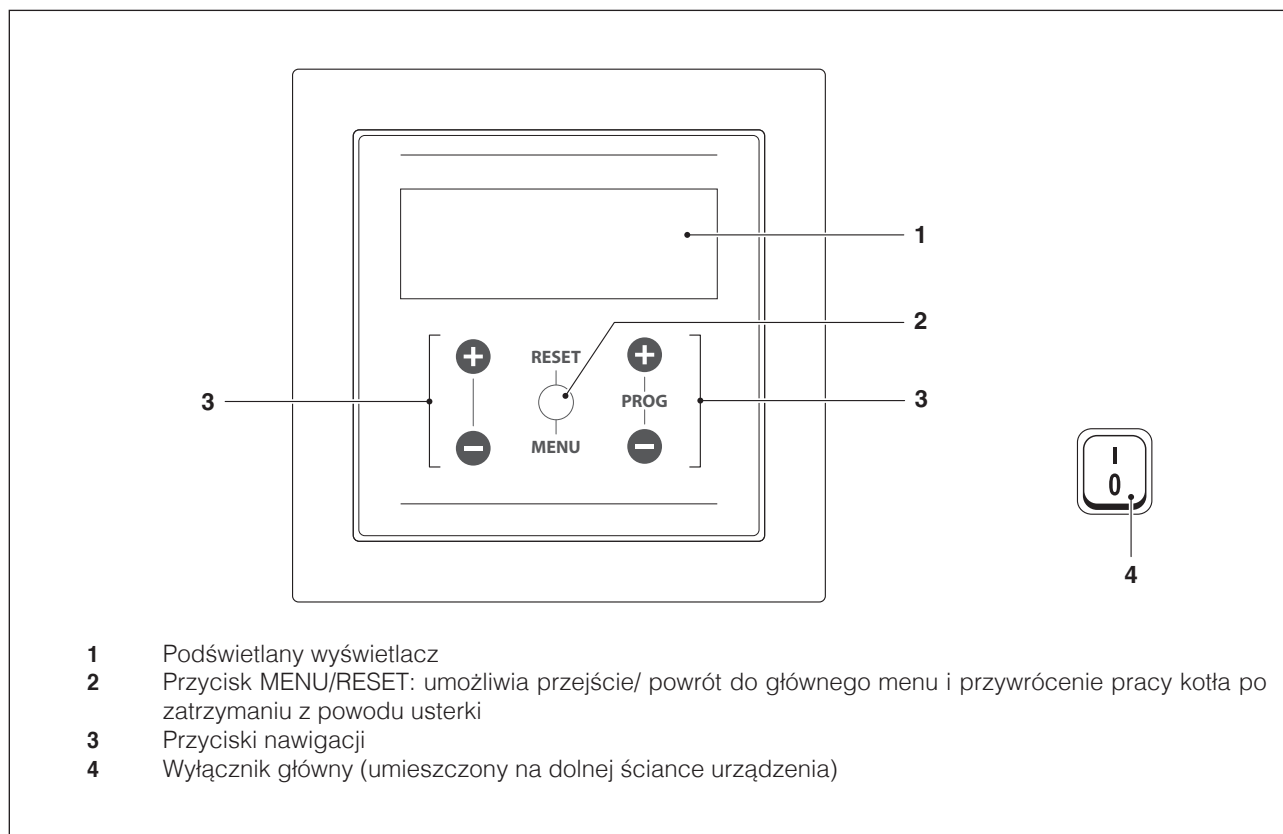 1
2
RESET
PROG
3
3
MENU
I
0
4
1 Podświetlany wyświetlacz
2 Przycisk MENU/RESET: umożliwia przejście/ powrót do głównego menu i przywrócenie pracy kotła po
zatrzymaniu z powodu usterki
3 Przyciski nawigacji
4 Wyłącznik główny (umieszczony na dolnej ściance urządzenia)